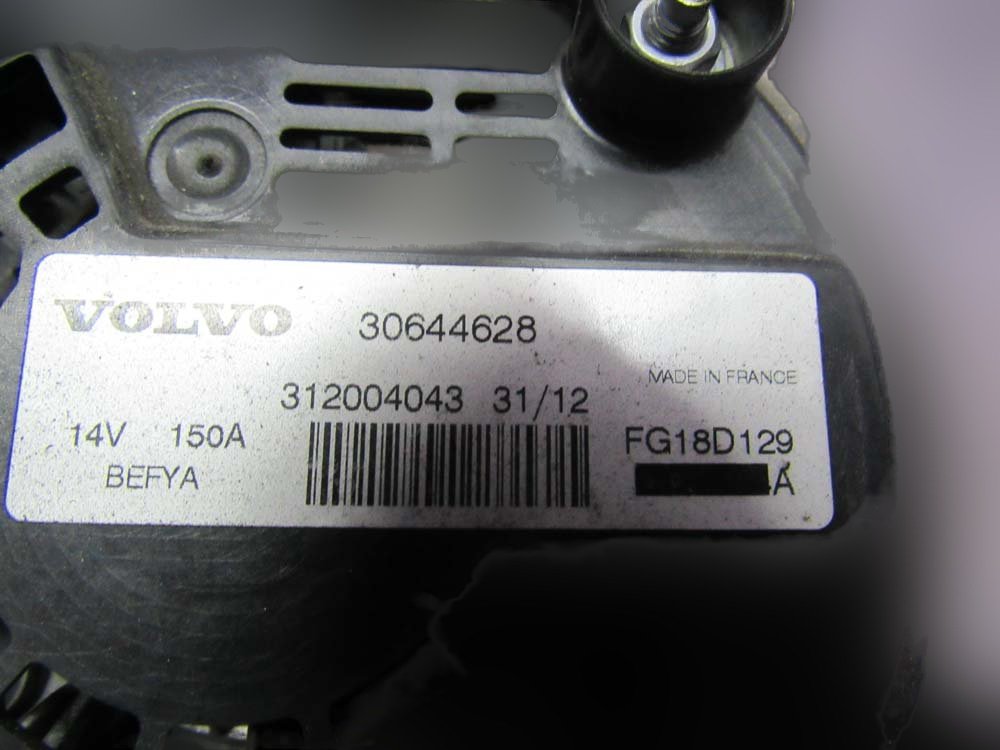 VOLVO 30644628
MADE IN FRANCE
312004043 31/12
14V 150A
FG18D129
BEFYA
A